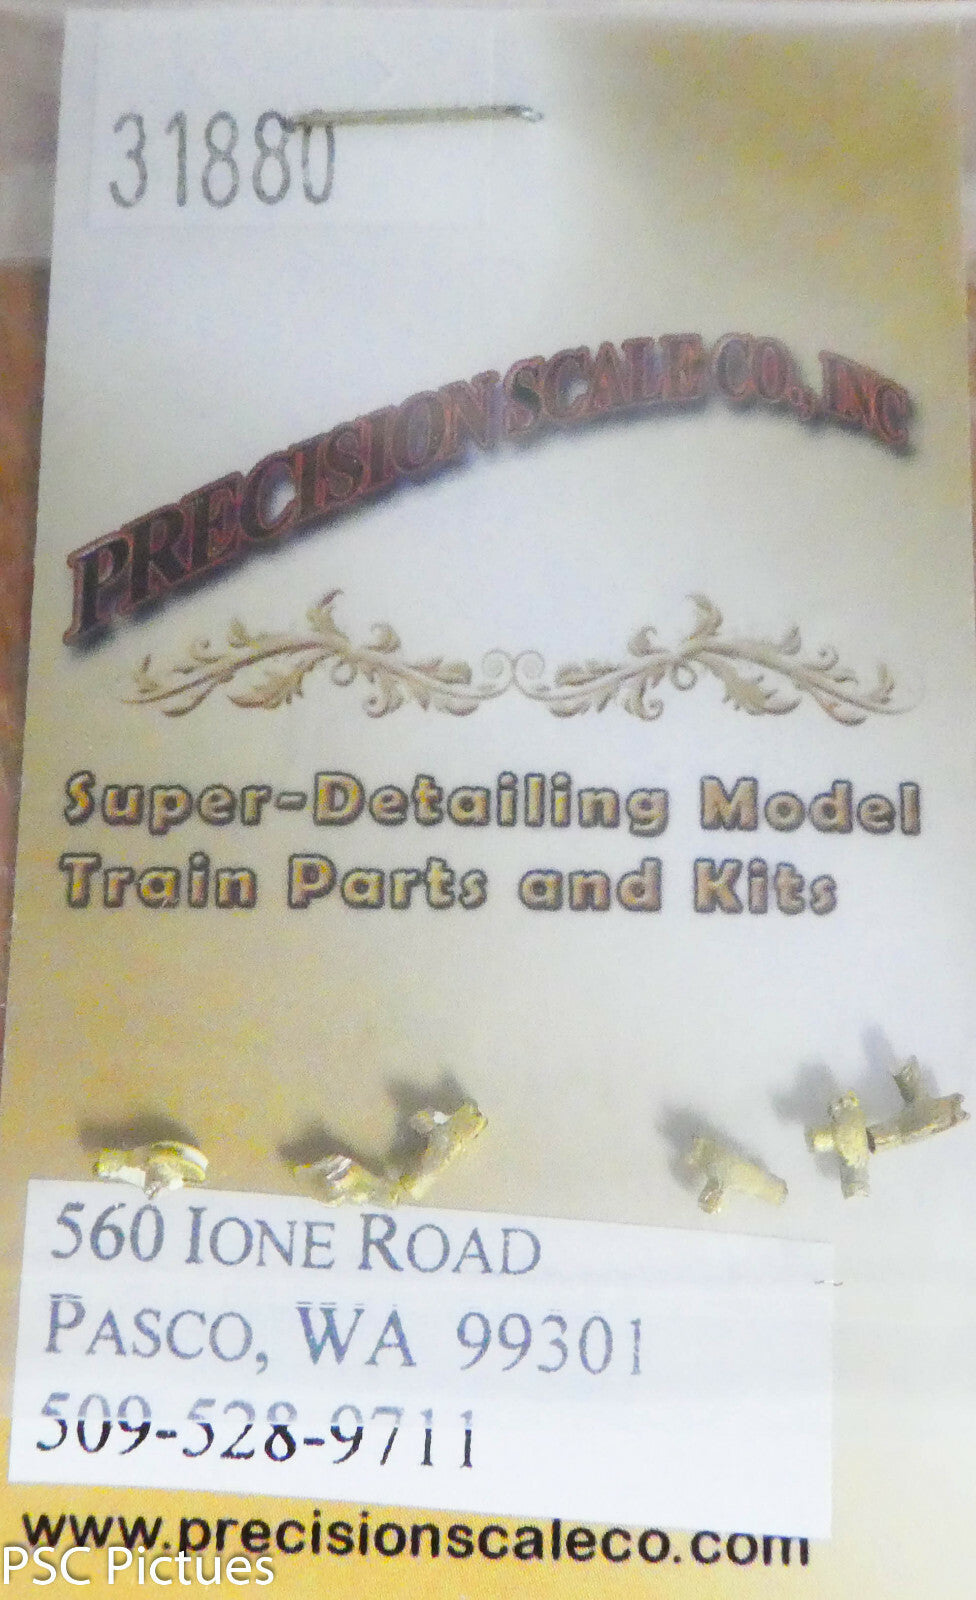 31880
PRECISION SCALE CO., INC
Super-Detailing Model
Train Parts and Kits
560 IONE ROAD
PASCO, WA 99301
509-528-9711
www.precisionscaleco.com
PSC Pictues